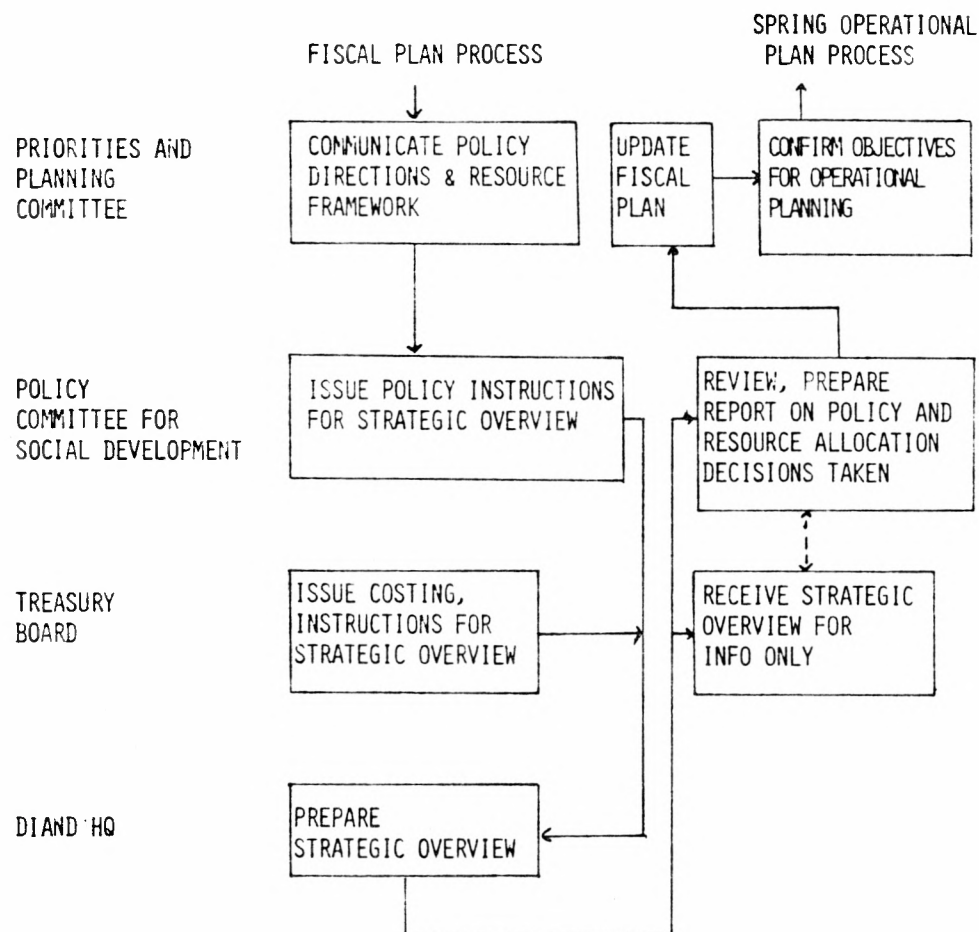 SPRING OPERATIONAL
PLAN PROCESS
FISCAL PLAN PROCESS
PRIORITIES AND
PLANNING
COMMITTEE
COMMUNICATE POLICY
DIRECTIONS & RESOURCE
FRAMEWORK
UPDATE
FISCAL
PLAN
CONFIRM OBJECTIVES
FOR OPERATIONAL
PLANNING
POLICY
COMMITTEE FOR
SOCIAL DEVELOPMENT
ISSUE POLICY INSTRUCTIONS
FOR STRATEGIC OVERVIEW
REVIEW, PREPARE
REPORT ON POLICY AND
RESOURCE ALLOCATION
DECISIONS TAKEN
TREASURY
BOARD
ISSUE COSTING,
INSTRUCTIONS FOR
STRATEGIC OVERVIEW
RECEIVE STRATEGIC
OVERVIEW FOR
INFO ONLY
DIAND HQ
PREPARE
STRATEGIC OVERVIEW